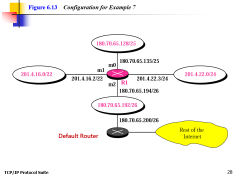 Figure 6.13 Configuration for Example 7
180.70.65.128/25
180.70.65.135/25
m0
201.4.16.0/22
m1
201.4.22.0/24
201.4.16.2/22
R1
201.4.22.3/24
m2
180.70.65.194/26
180.70.65.192/26
180.70.65.200/26
Default Router
Rest of the
Internet
TCP/IP Protocol Suite
28